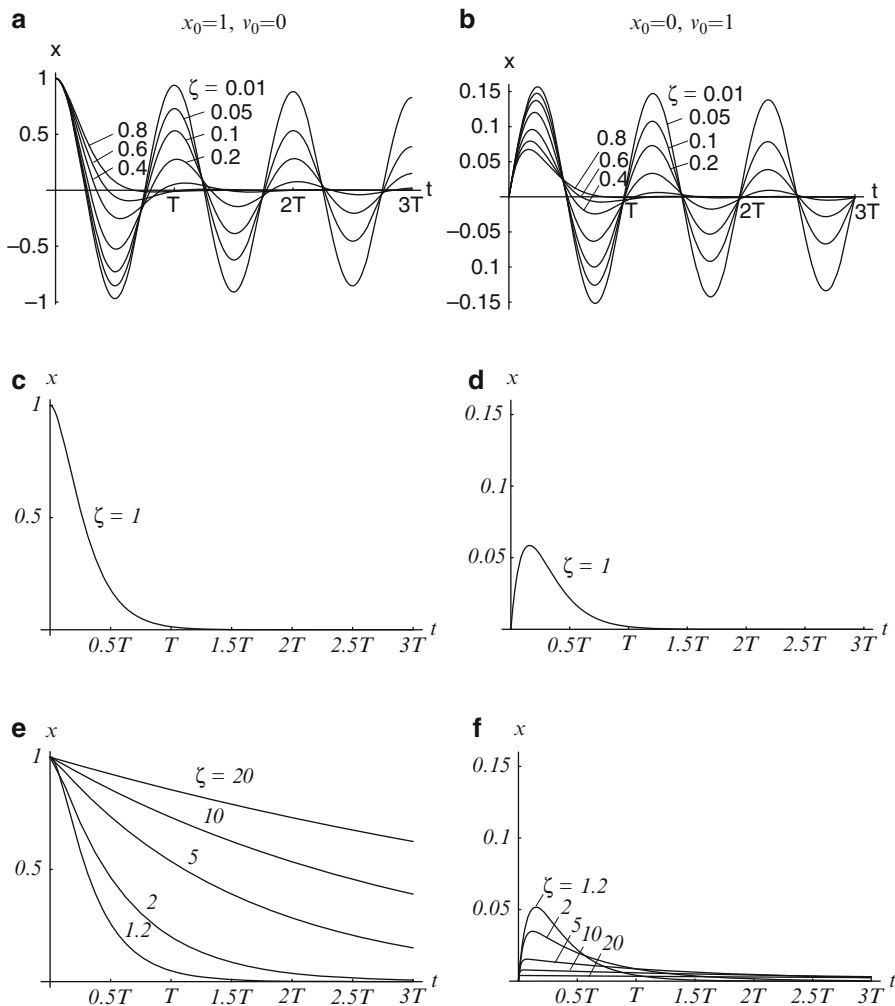 a
x₀=1, v₀=0
x
1
0.5
−0.5
−1
ζ = 0.01
0.05
0.1
0.2
0.8
0.6
0.4
T
2T
3T
t
b
x₀=0, v₀=1
x
0.15
0.1
0.05
−0.05
0.1
−0.15
ζ = 0.01
0.05
0.1
0.2
0.8
0.6
0.4
T
2T
3T
t
c
x
1
0.5
ζ = 1
0.5T T 1.5T 2T 2.5T 3T t
d
x
0.15
0.1
0.05
ζ = 1
0.5T T 1.5T 2T 2.5T 3T t
e
x
1
0.5
ζ = 20
10
5
2
1.2
0.5T T 1.5T 2T 2.5T 3T t
f
x
0.15
0.1
0.05
ζ = 1.2
2
5
10
20
0.5T T 1.5T 2T 2.5T 3T t